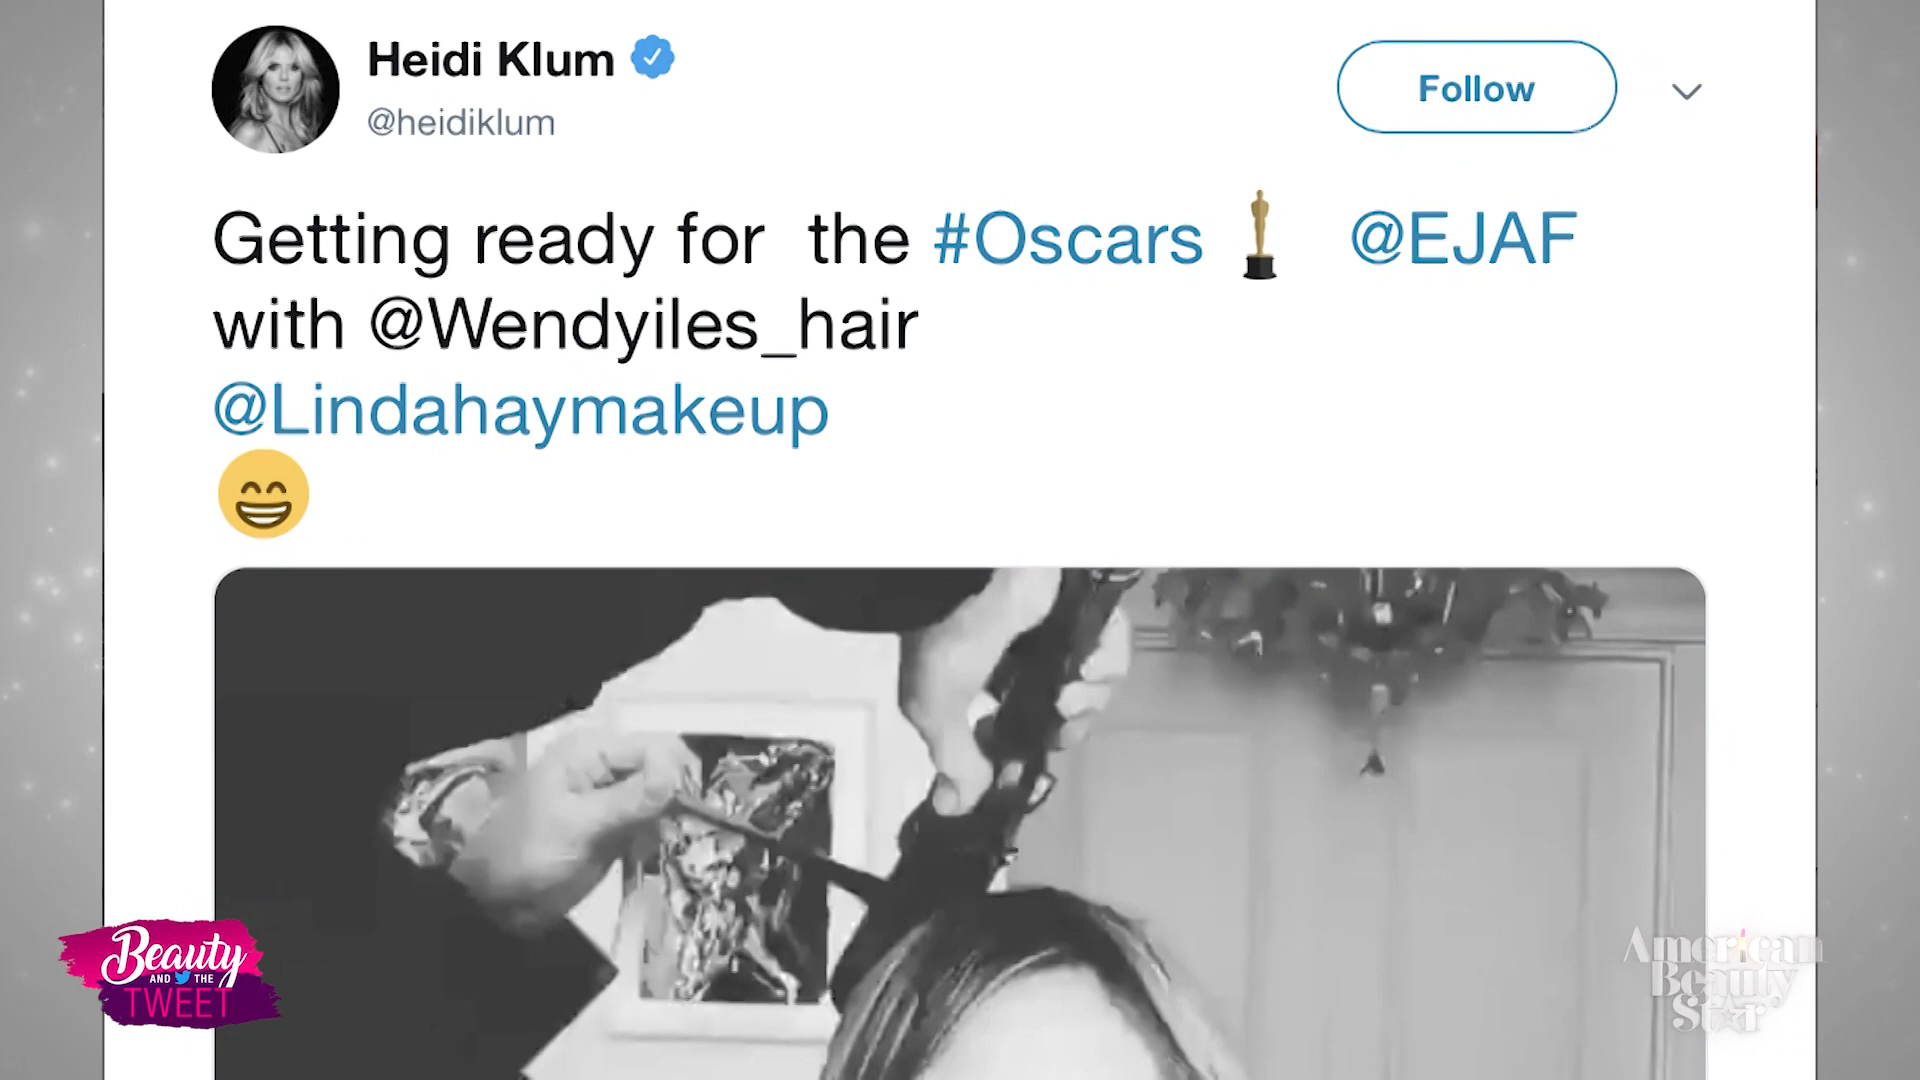 Heidi Klum
@heidiklum
Follow
Getting ready for the #Oscars @EJAF
with @Wendyiles_hair
@Lindahaymakeup
Beauty
AND THE
TWEET
American
Beauty
Star